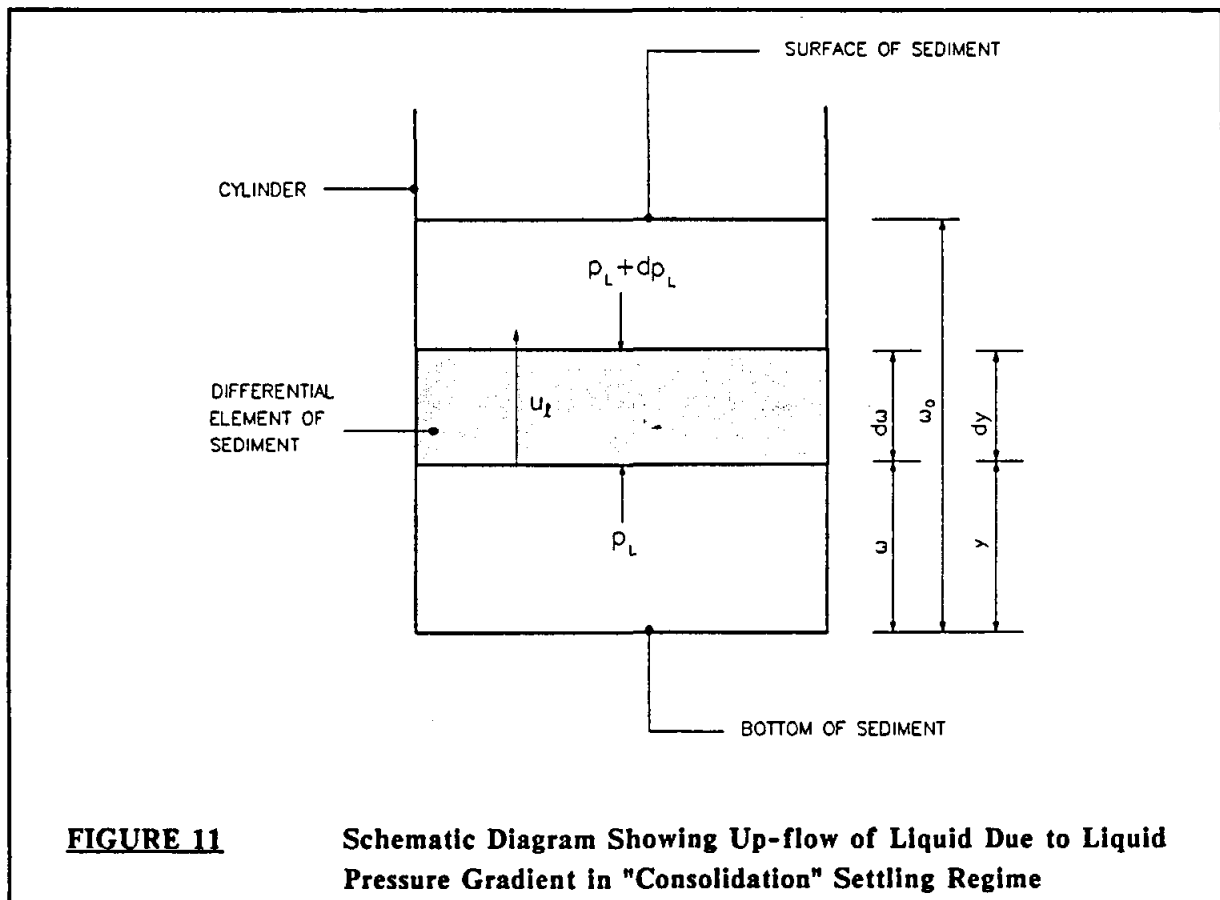 SURFACE OF SEDIMENT
CYLINDER
p_L + dp_L
DIFFERENTIAL
ELEMENT OF
SEDIMENT
u_ℓ
dω
ω_o
dy
p_L
ω
y
BOTTOM OF SEDIMENT
FIGURE 11 Schematic Diagram Showing Up-flow of Liquid Due to Liquid
Pressure Gradient in "Consolidation" Settling Regime